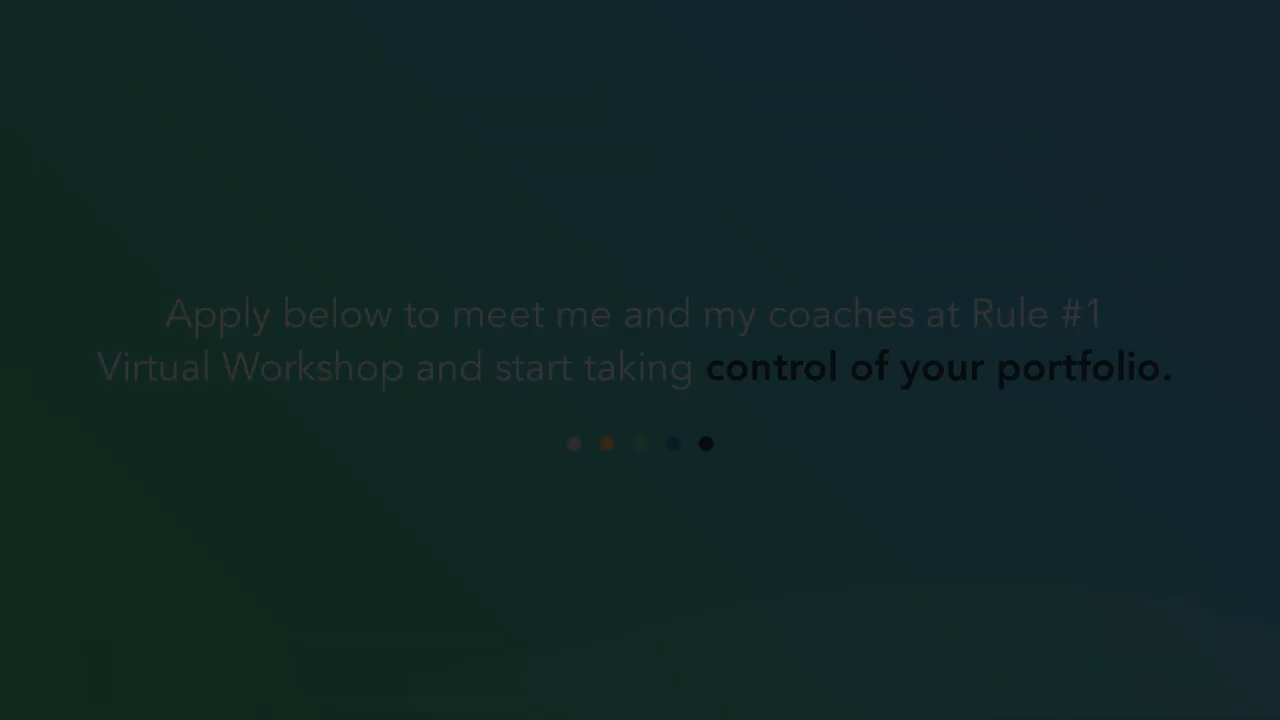 Apply below to meet me and my coaches at Rule #1
Virtual Workshop and start taking control of your portfolio.